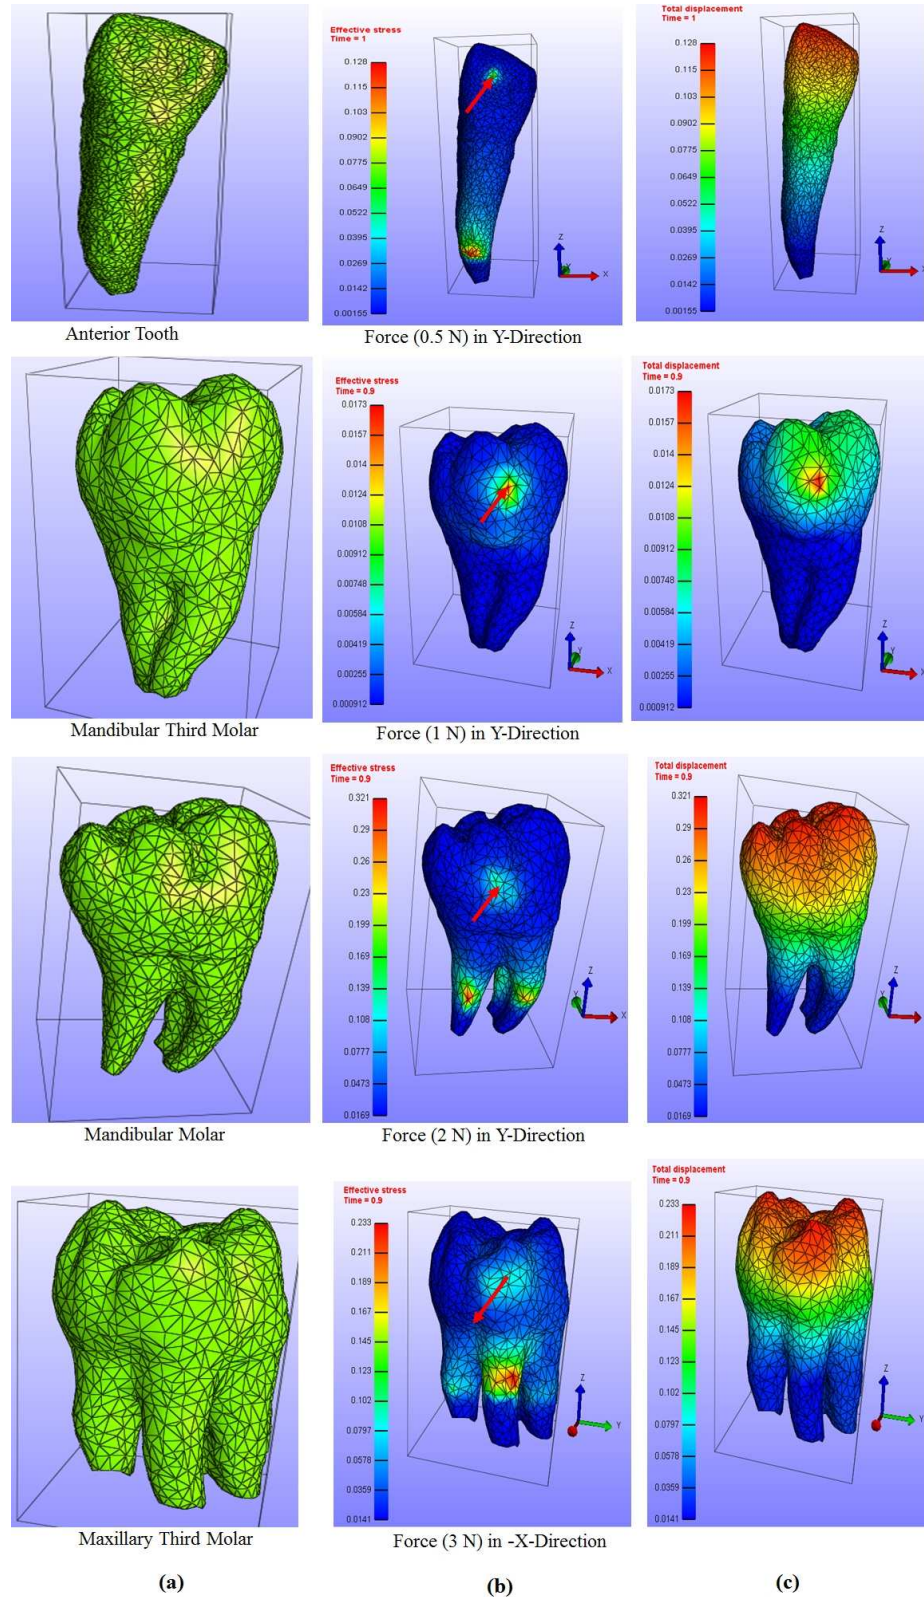 Effective stress
Time = 1
0.128
0.115
0.103
0.0902
0.0775
0.0649
0.0522
0.0395
0.0269
0.0142
0.00155
Z
Y
X
Total displacement
Time = 1
0.128
0.115
0.103
0.0902
0.0775
0.0649
0.0522
0.0395
0.0269
0.0142
0.00155
Z
Y
X
Anterior Tooth
Force (0.5 N) in Y-Direction
Effective stress
Time = 0.9
0.0173
0.0157
0.014
0.0124
0.0108
0.00912
0.00748
0.00584
0.00419
0.00255
0.000912
Z
Y
X
Total displacement
Time = 0.9
0.0173
0.0157
0.014
0.0124
0.0108
0.00912
0.00748
0.00584
0.00419
0.00255
0.000912
Z
Y
X
Mandibular Third Molar
Force (1 N) in Y-Direction
Effective stress
Time = 0.9
0.321
0.29
0.26
0.23
0.199
0.169
0.139
0.108
0.0777
0.0473
0.0169
Z
Y
X
Total displacement
Time = 0.9
0.321
0.29
0.26
0.23
0.199
0.169
0.139
0.108
0.0777
0.0473
0.0169
Z
Y
Mandibular Molar
Force (2 N) in Y-Direction
Effective stress
Time = 0.9
0.233
0.211
0.189
0.167
0.145
0.123
0.102
0.0797
0.0578
0.0359
0.0141
Z
Y
Total displacement
Time = 0.9
0.233
0.211
0.189
0.167
0.145
0.123
0.102
0.0797
0.0578
0.0359
0.0141
Z
Y
Maxillary Third Molar
Force (3 N) in -X-Direction
(a)
(b)
(c)